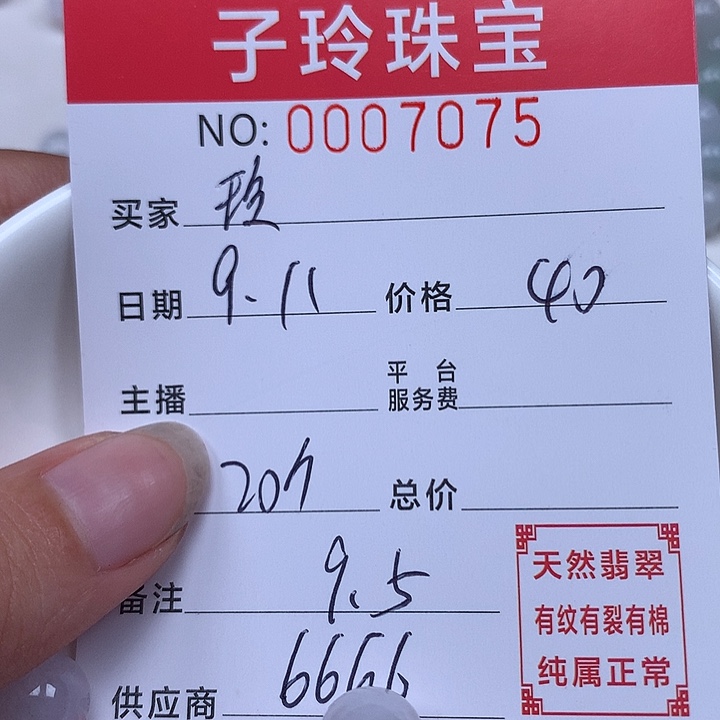 子玲珠宝
NO: 0007075
买家 玹
日期 9.11 价格 40
主播 平台服务费
207 总价
备注 9.5
供应商 6666
天然翡翠
有纹有裂有棉
纯属正常